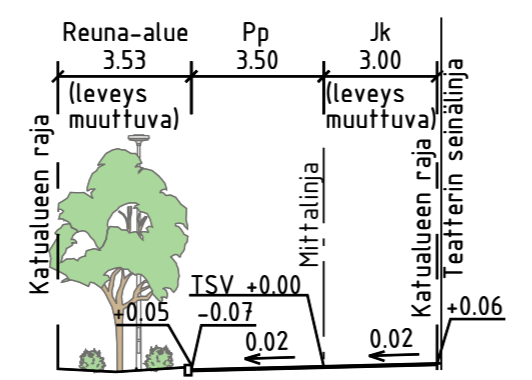 Reuna-alue
3.53
(leveys
muuttuva)
Pp
3.50
Jk
3.00
(leveys
muuttuva)
Katualueen raja
Mittalinja
Katualueen raja
Teatterin seinälinja
TSV +0.00
+0.05
-0.07
0.02
0.02
+0.06